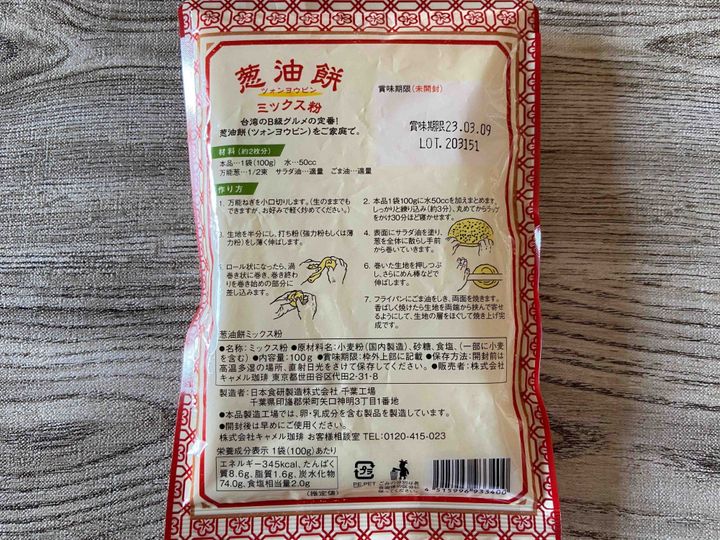 葱油餅
ツォンヨウビン
ミックス粉
台湾のB級グルメの定番!
葱油餅(ツォンヨウビン)をご家庭で。
賞味期限(未開封)
賞味期限23.03.09
LOT.203151
材料(約2枚分)
本品…1袋(100g) 水…50cc
万能葱…1/2束 サラダ油…適量 ごま油…適量
作り方
1. 万能ねぎを小口切りします。(生のままでも
できますが、お好みで軽く炒めてください。)
2. 本品1袋100gに水50ccを加えまとめます。
しっかりと練り込み(約3分)、丸めてからラップ
をかけ30分ほど寝かせます。
3. 生地を半分にし、打ち粉(強力粉もしくは薄
力粉)をし薄く伸ばします。
4. 表面にサラダ油を塗り、
葱を全体に散らし手前
から巻いていきます。
5. ロール状になったら、渦
巻き状に巻き、巻き終わ
りを巻き始めの部分に
差し込みます。
6. 巻いた生地を押しつぶ
し、さらにめん棒などで
伸ばします。
7. フライパンにごま油をしき、両面を焼きます。
香ばしく焼けたら生地を両端から挟んで寄
せるようにして、生地の層をほぐして焼き上げ完
成です。
葱油餅ミックス粉
●名称:ミックス粉 ●原材料名:小麦粉(国内製造)、砂糖、食塩、(一部に小麦
を含む) ●内容量:100g ●賞味期限:枠外上部に記載 ●保存方法:開封前は
高温多湿の場所、直射日光をさけて保存してください。 ●販売者:株式会社
キャメル珈琲 東京都世田谷区代田2-31-8
製造者:日本食研製造株式会社 千葉工場
千葉県印旛郡栄町矢口神明3丁目1番地
●本品製造工場では、卵・乳成分を含む製品を製造しています。
●開封後は早めにご使用ください。
株式会社キャメル珈琲 お客様相談室 TEL:0120-415-023
栄養成分表示 1袋(100g)あたり
エネルギー345kcal、たんぱく
質8.6g、脂質1.6g、炭水化物
74.0g、食塩相当量2.0g
(推定値)
プラ
PE,PET
4 515996 933400